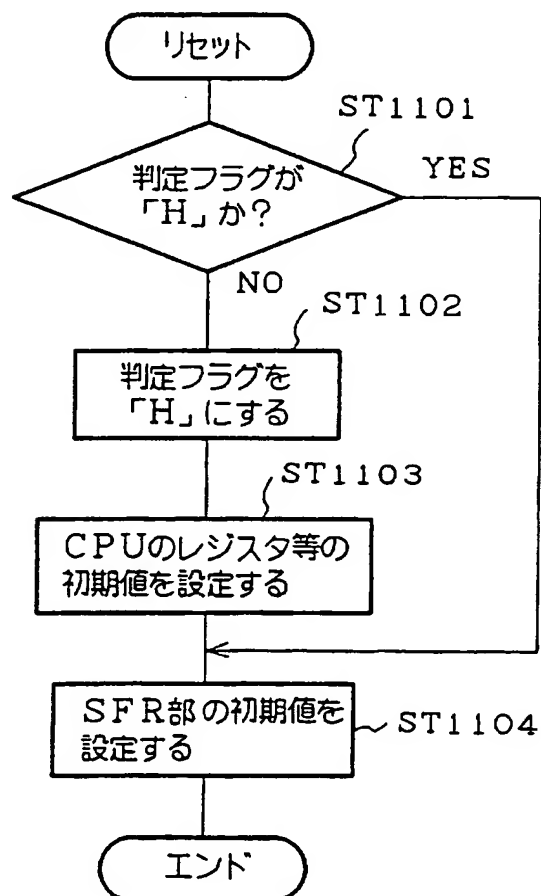 リセット
ST1101
判定フラグが
「H」か?
YES
NO
ST1102
判定フラグを
「H」にする
ST1103
CPUのレジスタ等の
初期値を設定する
SFR部の初期値を
設定する
ST1104
エンド